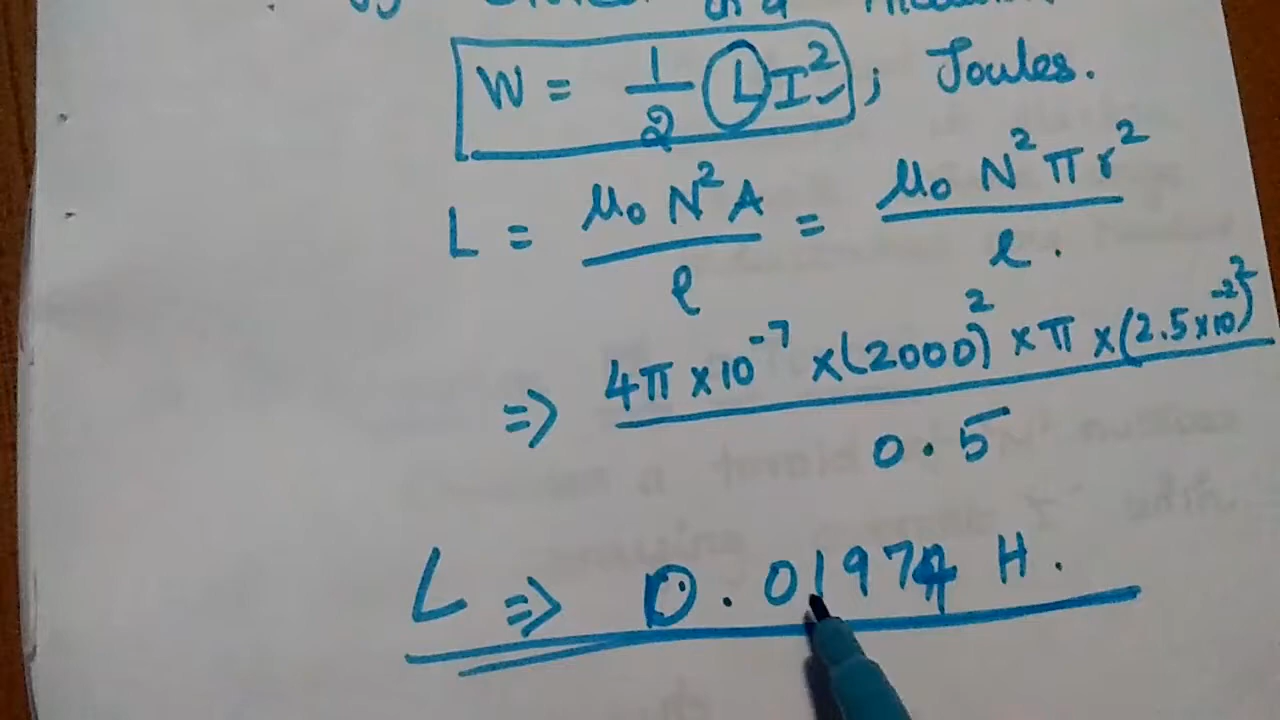 W = 1/2 L I² ; Joules.
L = μ₀ N² A / l = μ₀ N² π r² / l .
=> 4π × 10⁻⁷ × (2000)² × π × (2.5×10⁻²)² / 0.5
L => 0.01974 H .